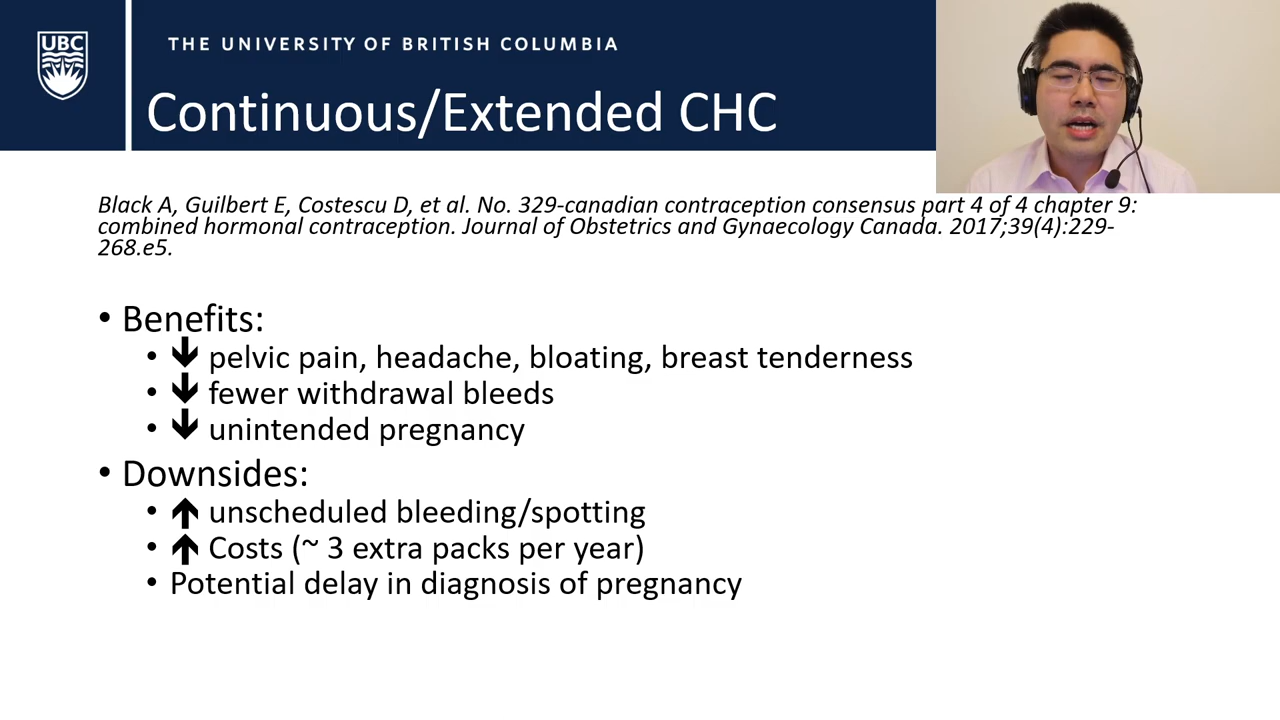 UBC
THE UNIVERSITY OF BRITISH COLUMBIA
Continuous/Extended CHC
Black A, Guilbert E, Costescu D, et al. No. 329-canadian contraception consensus part 4 of 4 chapter 9:
combined hormonal contraception. Journal of Obstetrics and Gynaecology Canada. 2017;39(4):229-
268.e5.
• Benefits:
• 🡻 pelvic pain, headache, bloating, breast tenderness
• 🡻 fewer withdrawal bleeds
• 🡻 unintended pregnancy
• Downsides:
• 🡹 unscheduled bleeding/spotting
• 🡹 Costs (~ 3 extra packs per year)
• Potential delay in diagnosis of pregnancy